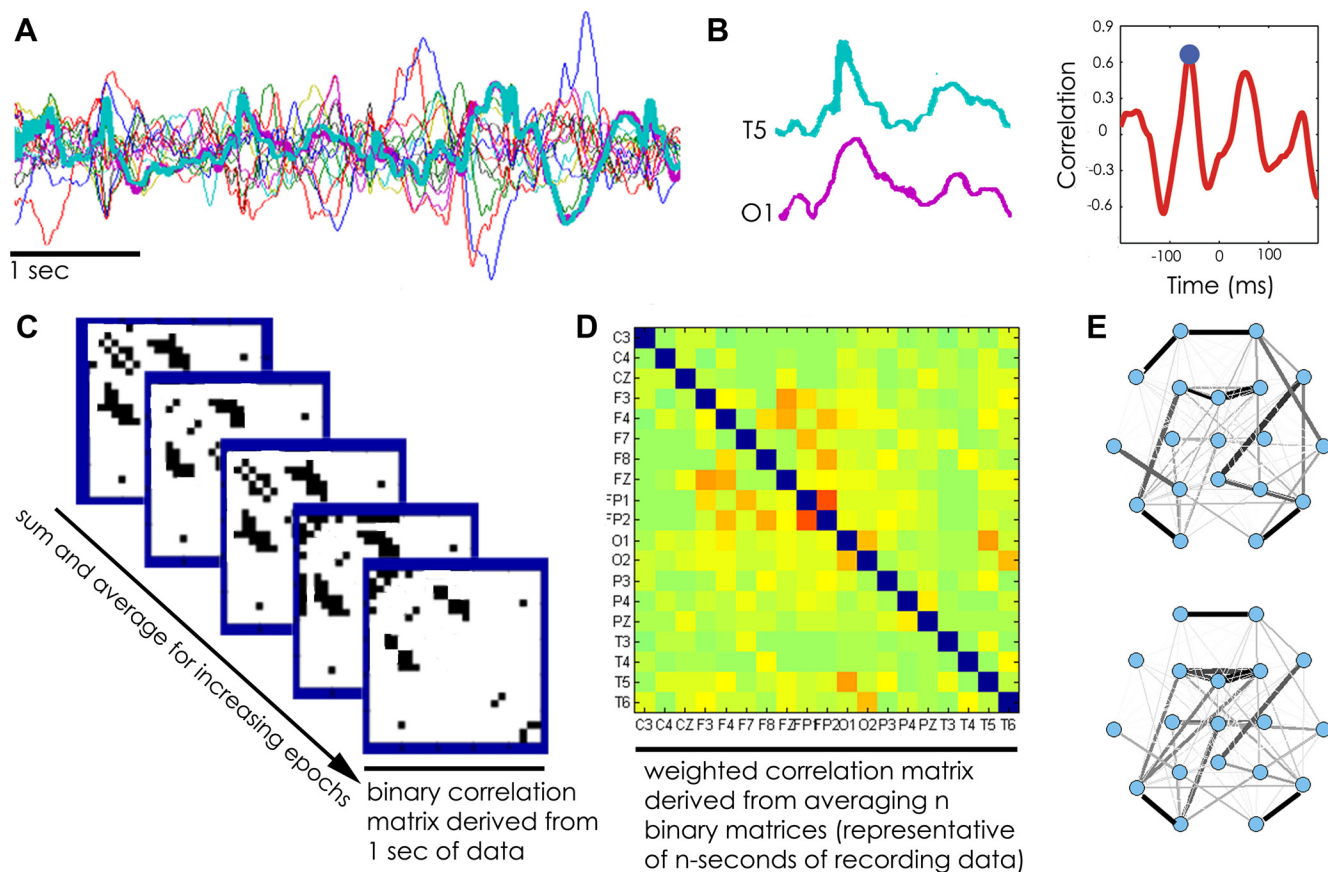 A
1 sec
B
T5
O1
Correlation
0.9
0.6
0.3
0
-0.3
-0.6
-100
0
100
Time (ms)
C
sum and average for increasing epochs
binary correlation
matrix derived from
1 sec of data
D
C3
C4
CZ
F3
F4
F7
F8
FZ
FP1
FP2
O1
O2
P3
P4
PZ
T3
T4
T5
T6
C3 C4 CZ F3 F4 F7 F8 FZ FP1 FP2 O1 O2 P3 P4 PZ T3 T4 T5 T6
weighted correlation matrix
derived from averaging n
binary matrices (representative
of n-seconds of recording data)
E